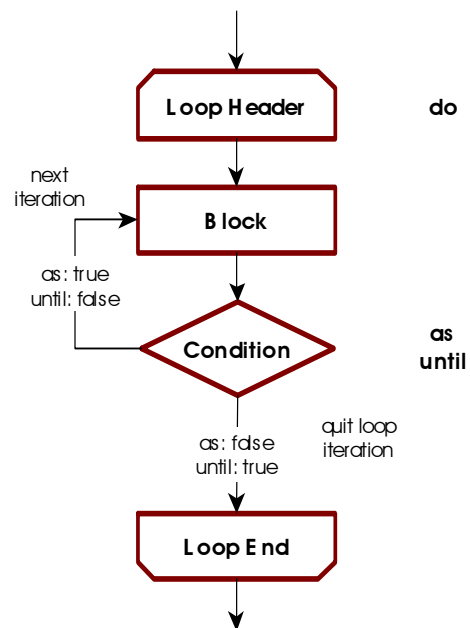 Loop Header
do
next
iteration
Block
as: true
until: false
Condition
as
until
as: false
until: true
quit loop
iteration
Loop End